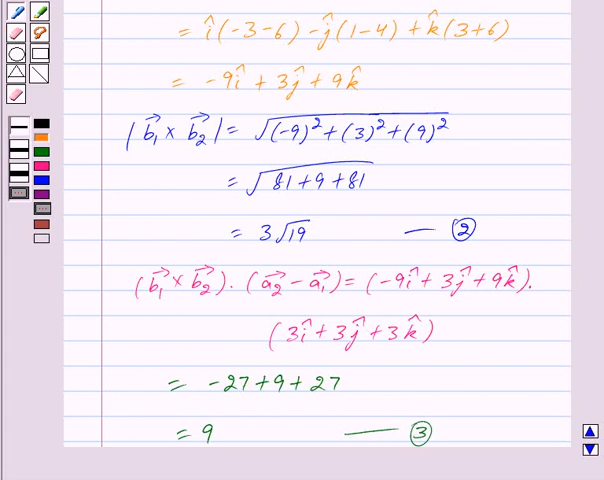 = î(-3-6) - ĵ(1-4) + k̂(3+6)
= -9î + 3ĵ + 9k̂
|b₁⃗ × b₂⃗| = √((-9)² + (3)² + (9)²)
= √(81+9+81)
= 3√19 — ②
(b₁⃗ × b₂⃗) . (a₂⃗ - a₁⃗) = (-9î + 3ĵ + 9k̂).
(3î + 3ĵ + 3k̂)
= -27+9+27
= 9 — ③